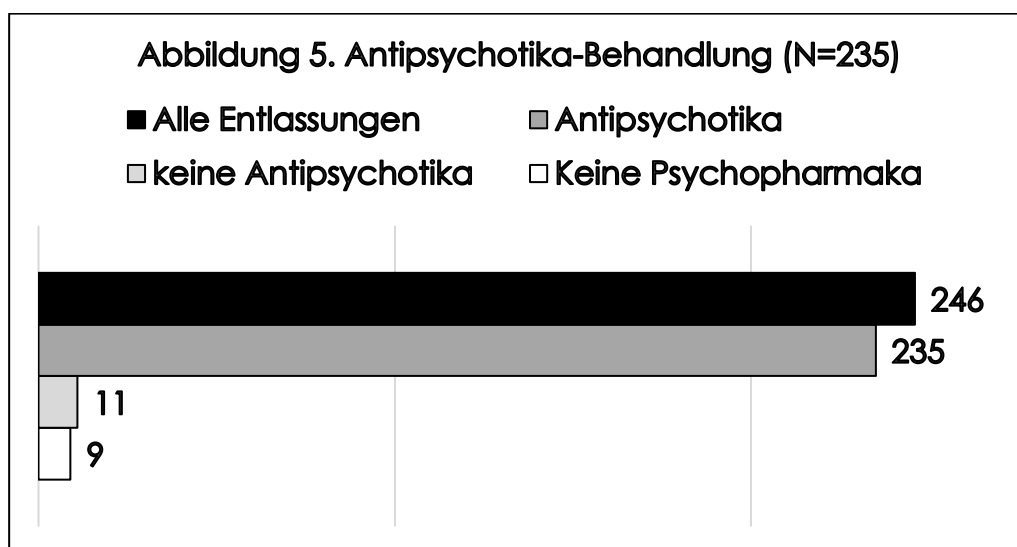 Abbildung 5. Antipsychotika-Behandlung (N=235)
Alle Entlassungen
Antipsychotika
keine Antipsychotika
Keine Psychopharmaka
246
235
11
9